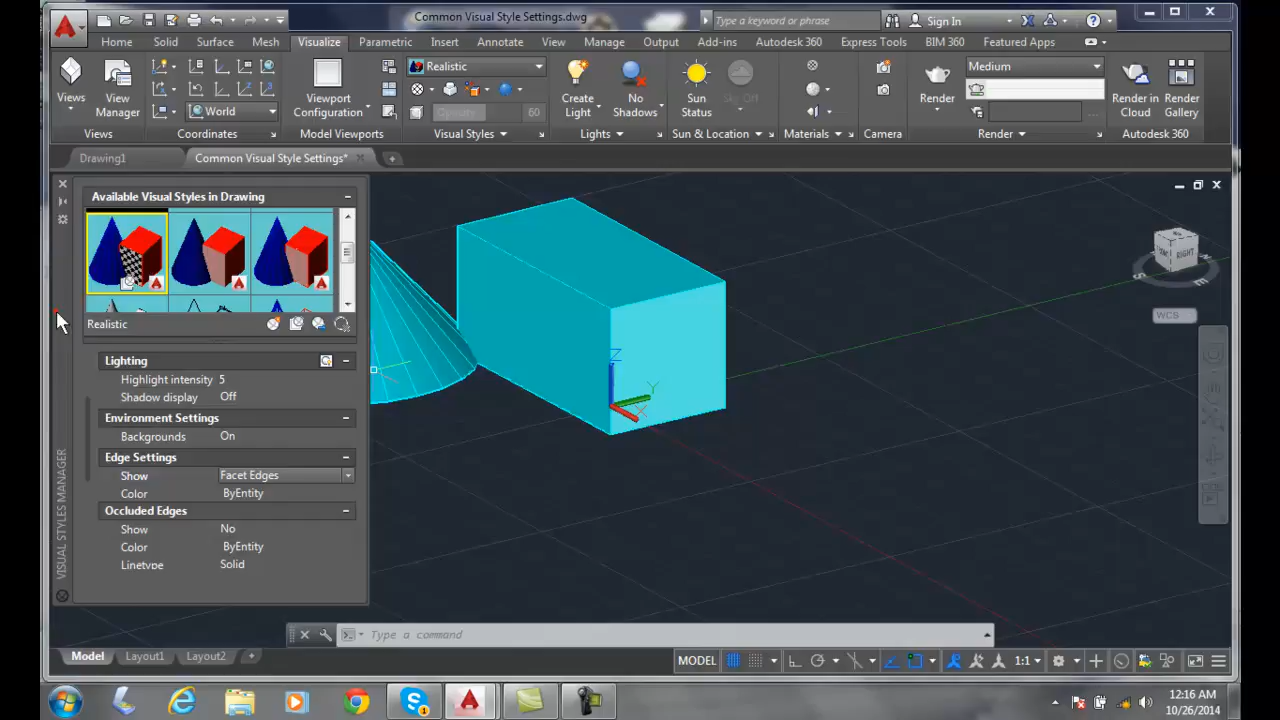 Common Visual Style Settings.dwg
Type a keyword or phrase
Sign In
Home Solid Surface Mesh Visualize Parametric Insert Annotate View Manage Output Add-ins Autodesk 360 Express Tools BIM 360 Featured Apps
Realistic
Medium
World
60
Views
View Manager
Viewport Configuration
Create Light
No Shadows
Sun Status
Sky Off
Render
Render in Cloud
Render Gallery
Views Coordinates Model Viewports Visual Styles Lights Sun & Location Materials Camera Render Autodesk 360
Drawing1
Common Visual Style Settings*
Available Visual Styles in Drawing
Realistic
Lighting
Highlight intensity 5
Shadow display Off
Environment Settings
Backgrounds On
Edge Settings
Show Facet Edges
Color ByEntity
Occluded Edges
Show No
Color ByEntity
Linetype Solid
VISUAL STYLES MANAGER
Z
Y
X
RIGHT
E
WCS
Type a command
Model Layout1 Layout2
MODEL
1:1
12:16 AM
10/26/2014